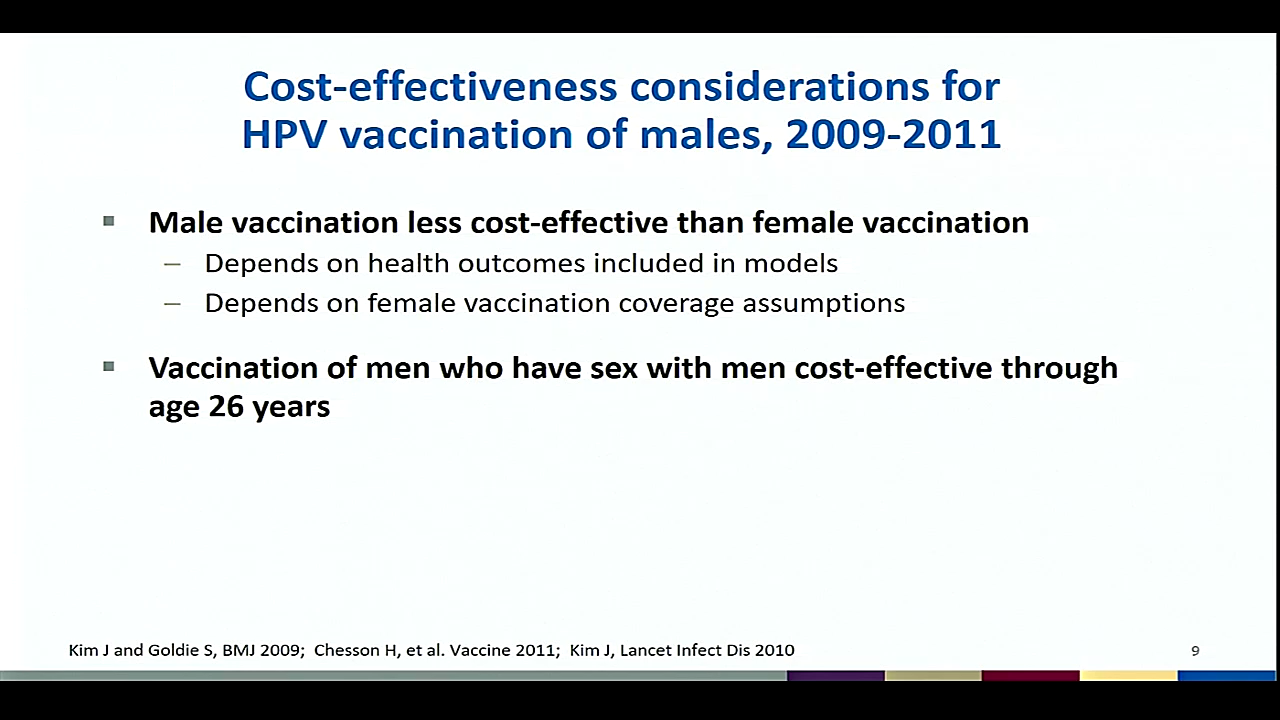 Cost-effectiveness considerations for
HPV vaccination of males, 2009-2011
▪ Male vaccination less cost-effective than female vaccination
– Depends on health outcomes included in models
– Depends on female vaccination coverage assumptions
▪ Vaccination of men who have sex with men cost-effective through
age 26 years
Kim J and Goldie S, BMJ 2009; Chesson H, et al. Vaccine 2011; Kim J, Lancet Infect Dis 2010
9